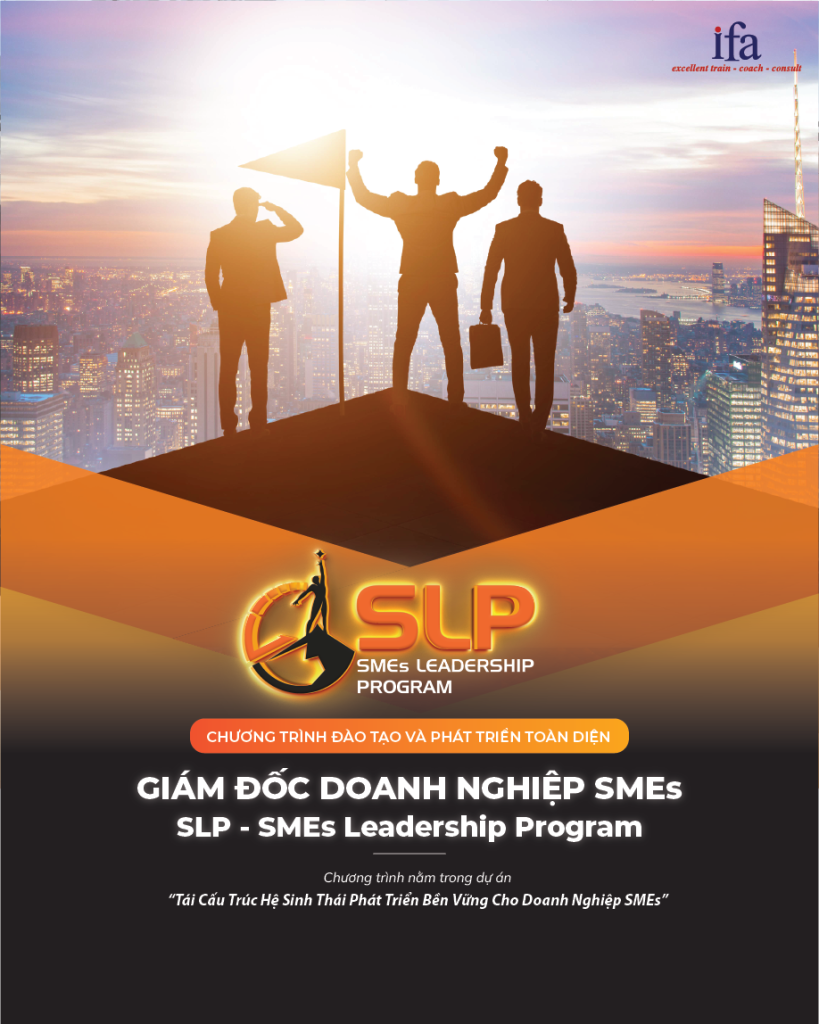 ifa
excellent train - coach - consult
SLP
SMEs LEADERSHIP
PROGRAM
CHƯƠNG TRÌNH ĐÀO TẠO VÀ PHÁT TRIỂN TOÀN DIỆN
GIÁM ĐỐC DOANH NGHIỆP SMEs
SLP - SMEs Leadership Program
Chương trình nằm trong dự án
“Tái Cấu Trúc Hệ Sinh Thái Phát Triển Bền Vững Cho Doanh Nghiệp SMEs”